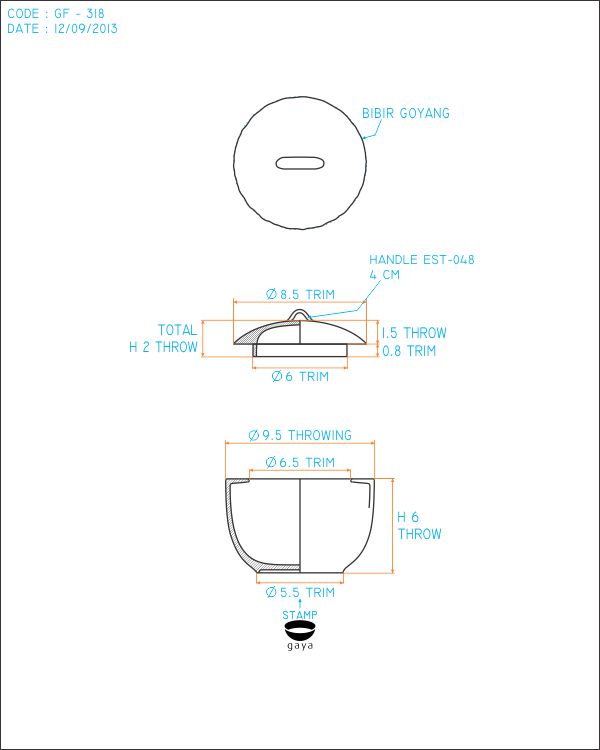 CODE : GF - 318
DATE : 12/09/2013
BIBIR GOYANG
HANDLE EST-048
4 CM
Ø 8.5 TRIM
TOTAL
H 2 THROW
1.5 THROW
0.8 TRIM
Ø 6 TRIM
Ø 9.5 THROWING
Ø 6.5 TRIM
H 6
THROW
Ø 5.5 TRIM
STAMP
gaya